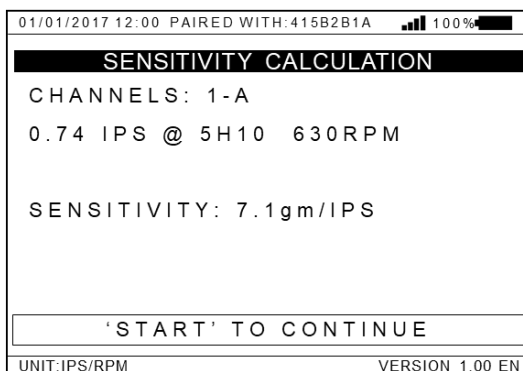 01/01/2017 12:00 PAIRED WITH:415B2B1A 100%
SENSITIVITY CALCULATION
CHANNELS: 1-A
0.74 IPS @ 5H10 630RPM
SENSITIVITY: 7.1gm/IPS
‘START’ TO CONTINUE
UNIT:IPS/RPM VERSION 1.00 EN